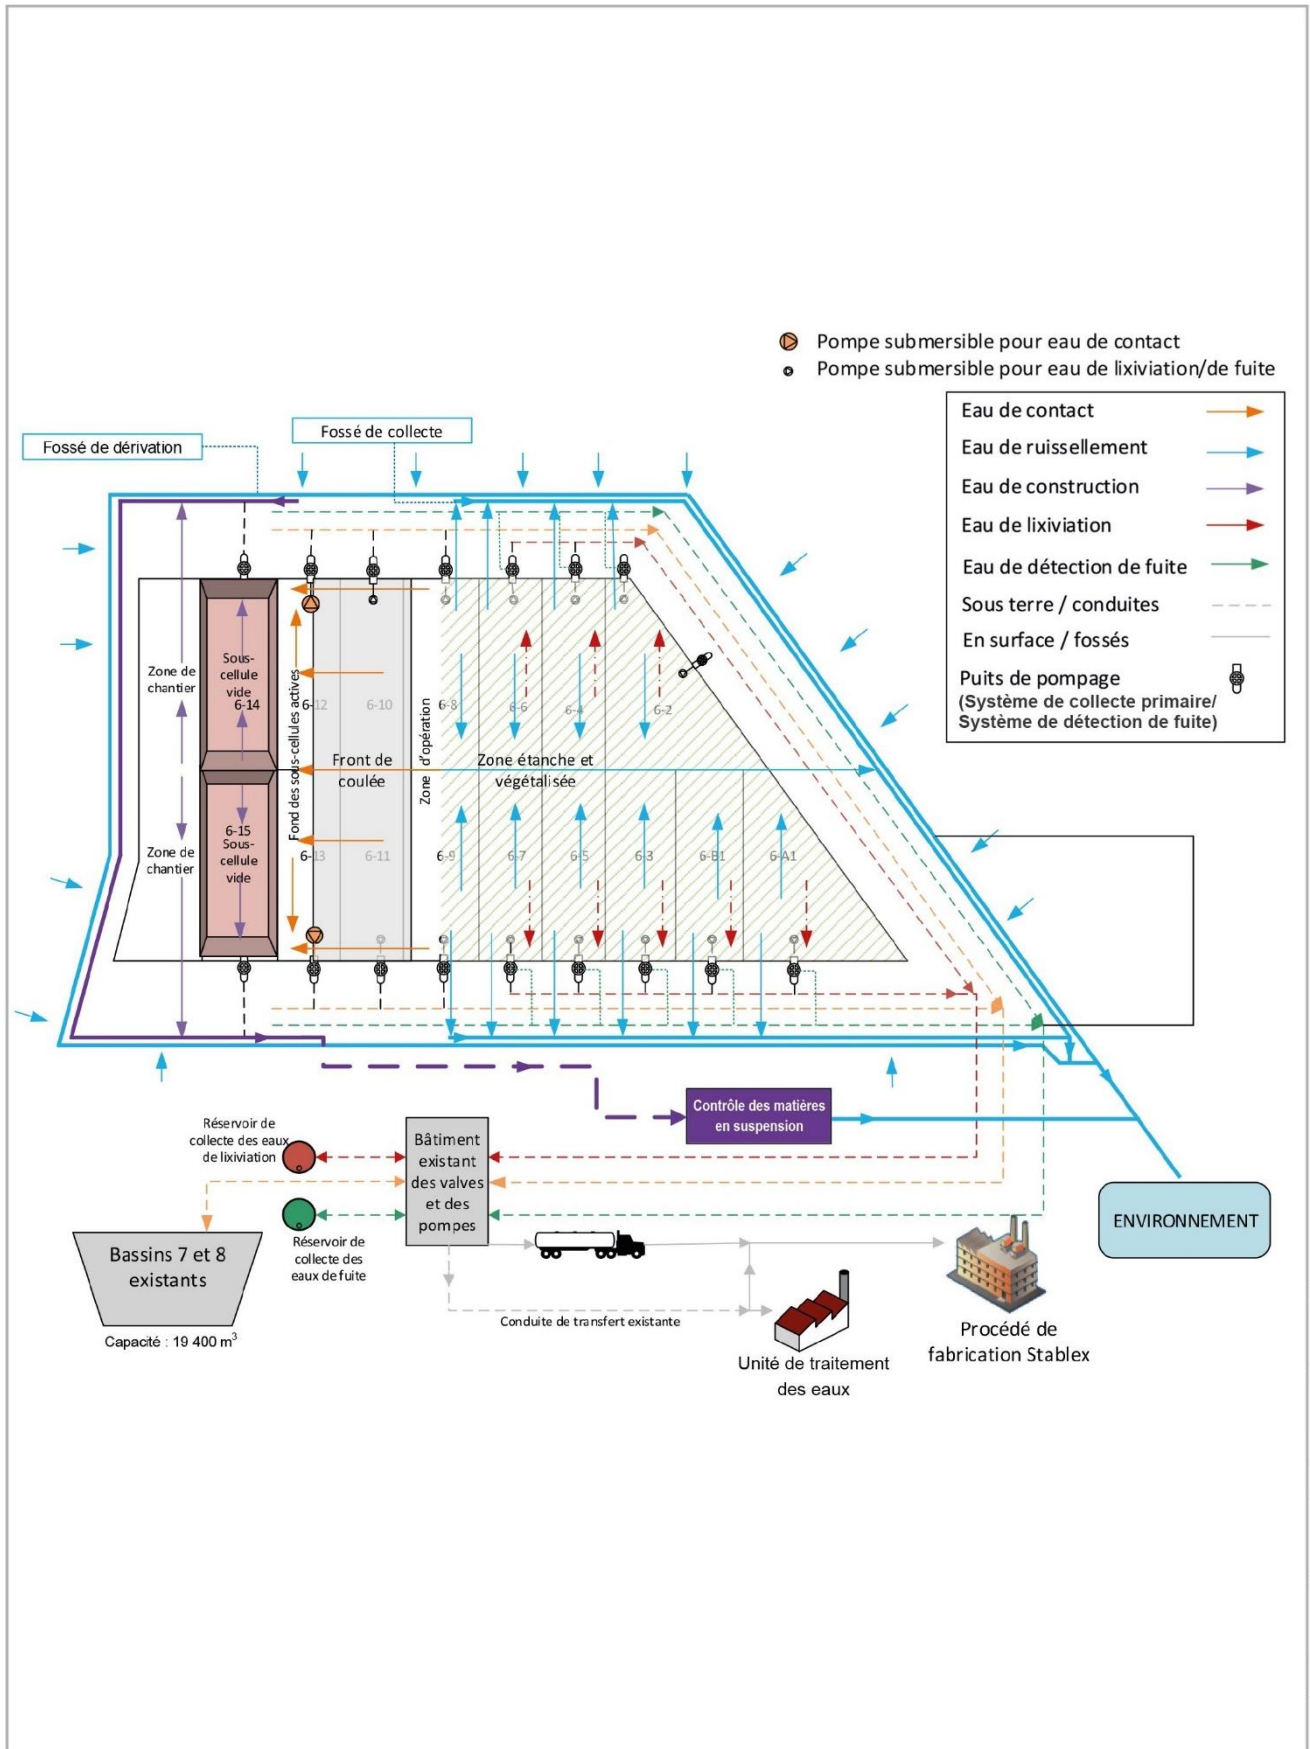 Pompe submersible pour eau de contact
Pompe submersible pour eau de lixiviation/de fuite
Eau de contact
Eau de ruissellement
Eau de construction
Eau de lixiviation
Eau de détection de fuite
Sous terre / conduites
En surface / fossés
Puits de pompage
(Système de collecte primaire/
Système de détection de fuite)
Fossé de dérivation
Fossé de collecte
Zone de
chantier
Sous-
cellule
vide
6-14
Fond des sous-cellules actives
6-12
6-10
Zone d'opération
6-8
6-6
6-4
6-2
Front de
coulée
Zone étanche et
végétalisée
Zone de
chantier
6-15
Sous-
cellule
vide
6-13
6-11
6-9
6-7
6-5
6-3
6-B1
6-A1
Contrôle des matières
en suspension
Réservoir de
collecte des eaux
de lixiviation
Bâtiment
existant
des valves
et des
pompes
Réservoir de
collecte des
eaux de fuite
Bassins 7 et 8
existants
Capacité : 19 400 m³
Conduite de transfert existante
Unité de traitement
des eaux
Procédé de
fabrication Stablex
ENVIRONNEMENT